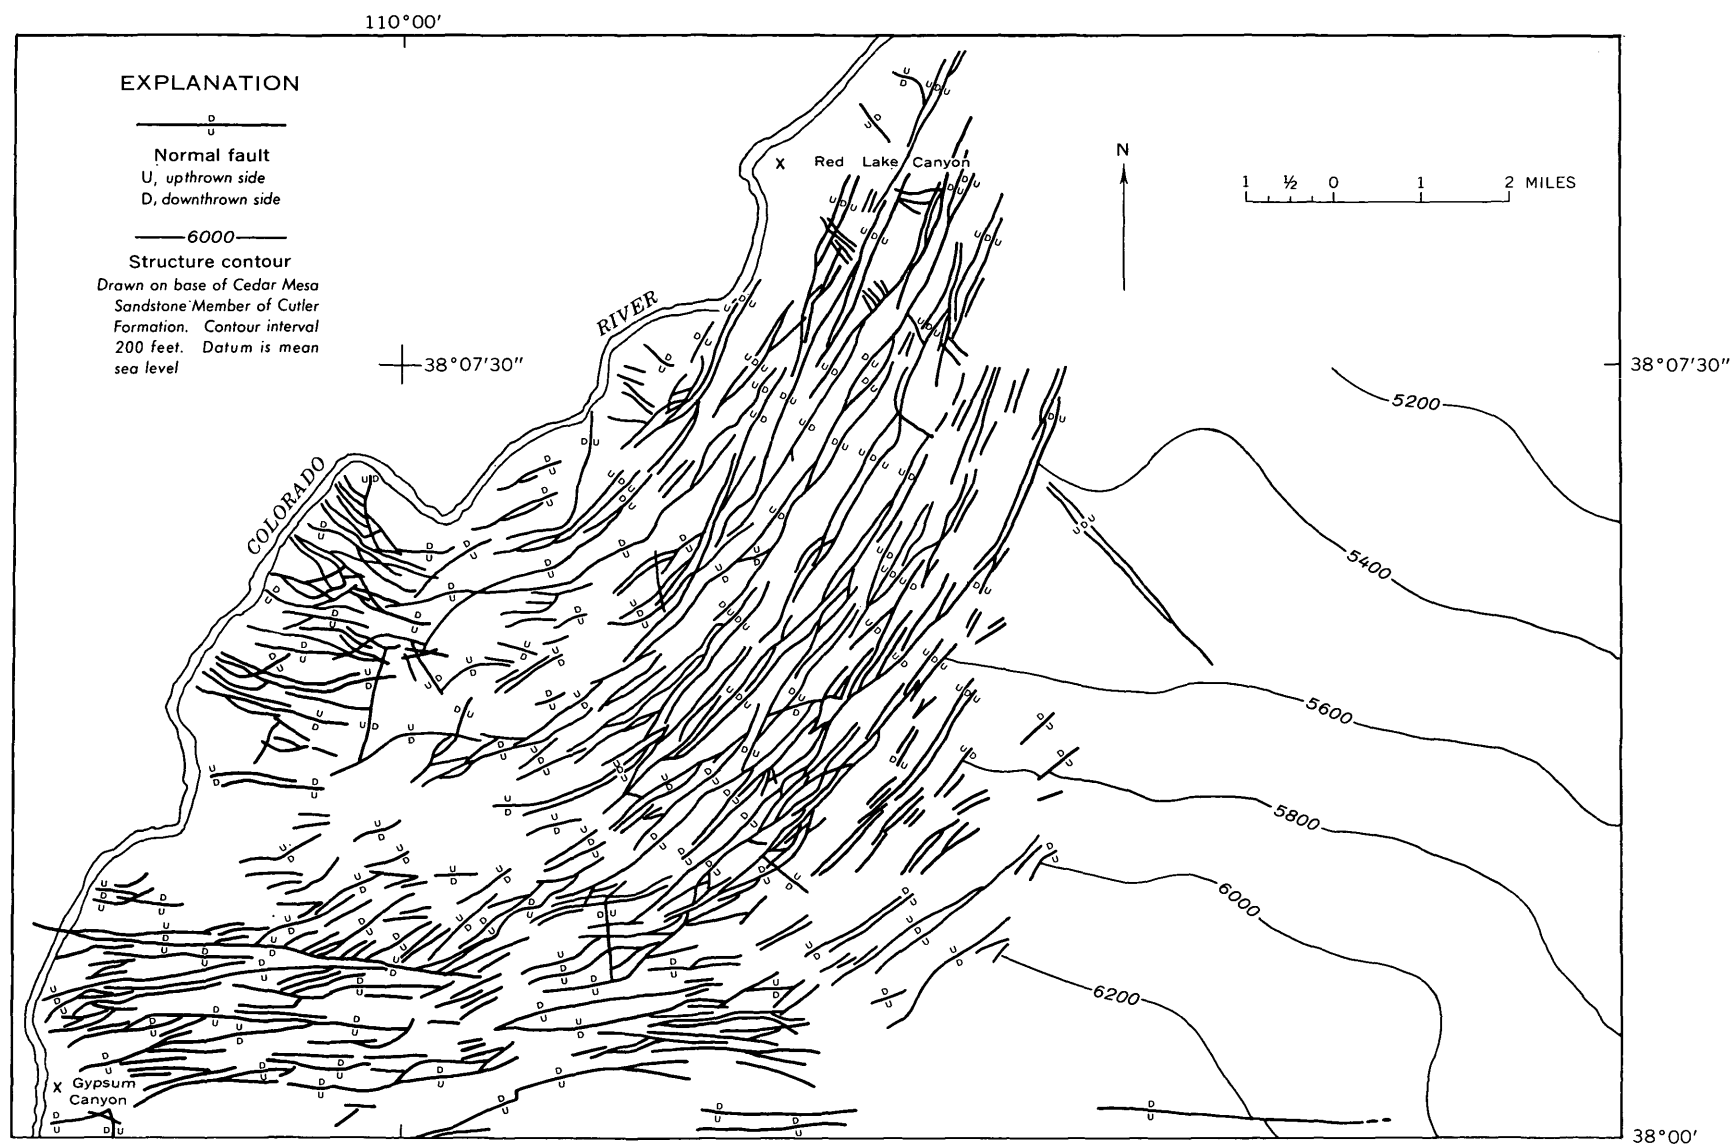 110°00'
EXPLANATION
D
U
Normal fault
U, upthrown side
D, downthrown side
6000
Structure contour
Drawn on base of Cedar Mesa
Sandstone Member of Cutler
Formation. Contour interval
200 feet. Datum is mean
sea level
38°07'30"
COLORADO
RIVER
Red Lake Canyon
X
N
1 ½ 0 1 2 MILES
38°07'30"
5200
5400
5600
5800
6000
6200
X Gypsum
Canyon
38°00'